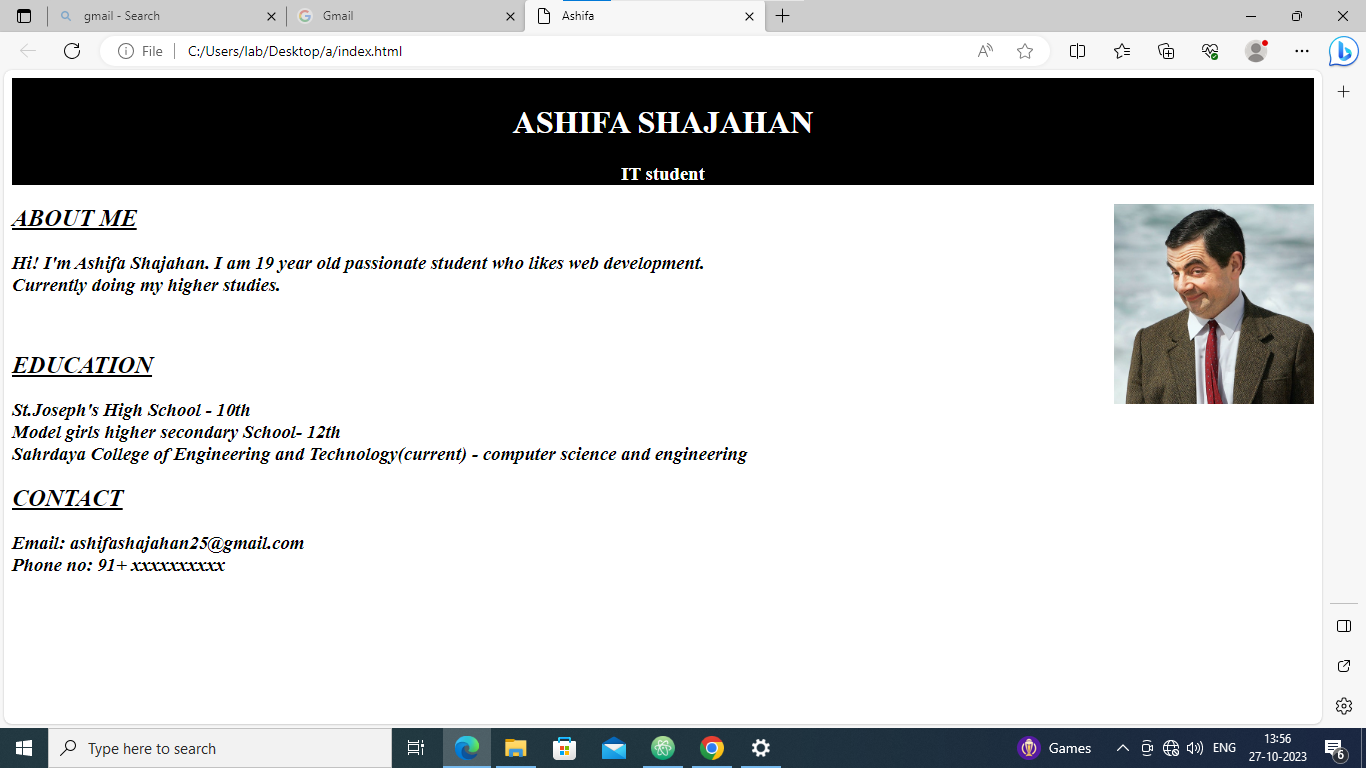 gmail - Search
Gmail
Ashifa
File
C:/Users/lab/Desktop/a/index.html
ASHIFA SHAJAHAN
IT student
ABOUT ME
Hi! I'm Ashifa Shajahan. I am 19 year old passionate student who likes web development.
Currently doing my higher studies.
EDUCATION
St.Joseph's High School - 10th
Model girls higher secondary School- 12th
Sahrdaya College of Engineering and Technology(current) - computer science and engineering
CONTACT
Email: ashifashajahan25@gmail.com
Phone no: 91+ xxxxxxxxxx
Type here to search
Games
ENG
13:56
27-10-2023
6